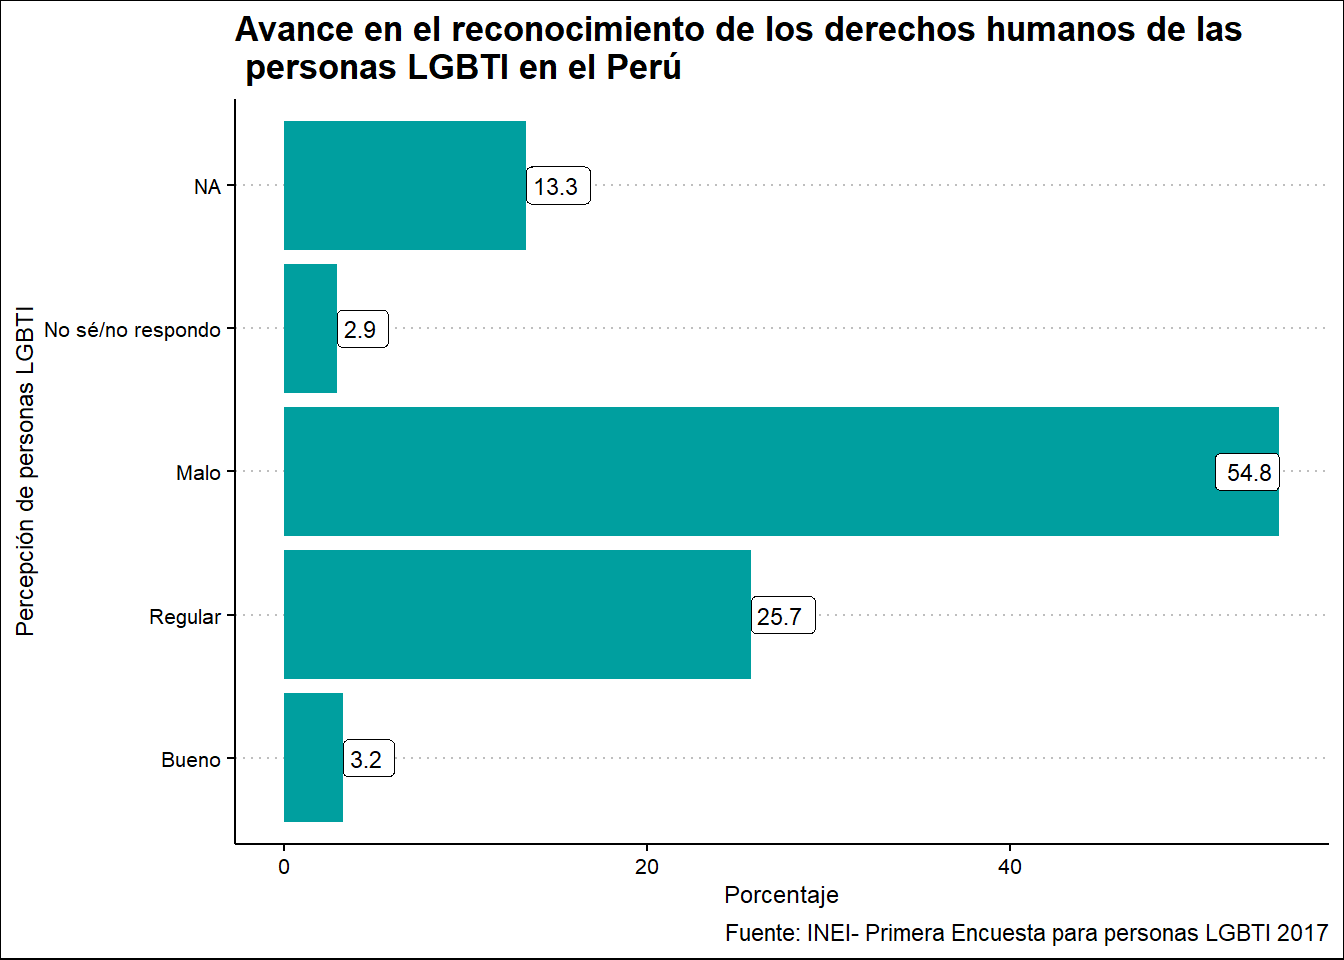 Avance en el reconocimiento de los derechos humanos de las
personas LGBTI en el Perú
Percepción de personas LGBTI
NA
13.3
No sé/no respondo
2.9
Malo
54.8
Regular
25.7
Bueno
3.2
0
20
40
Porcentaje
Fuente: INEI- Primera Encuesta para personas LGBTI 2017